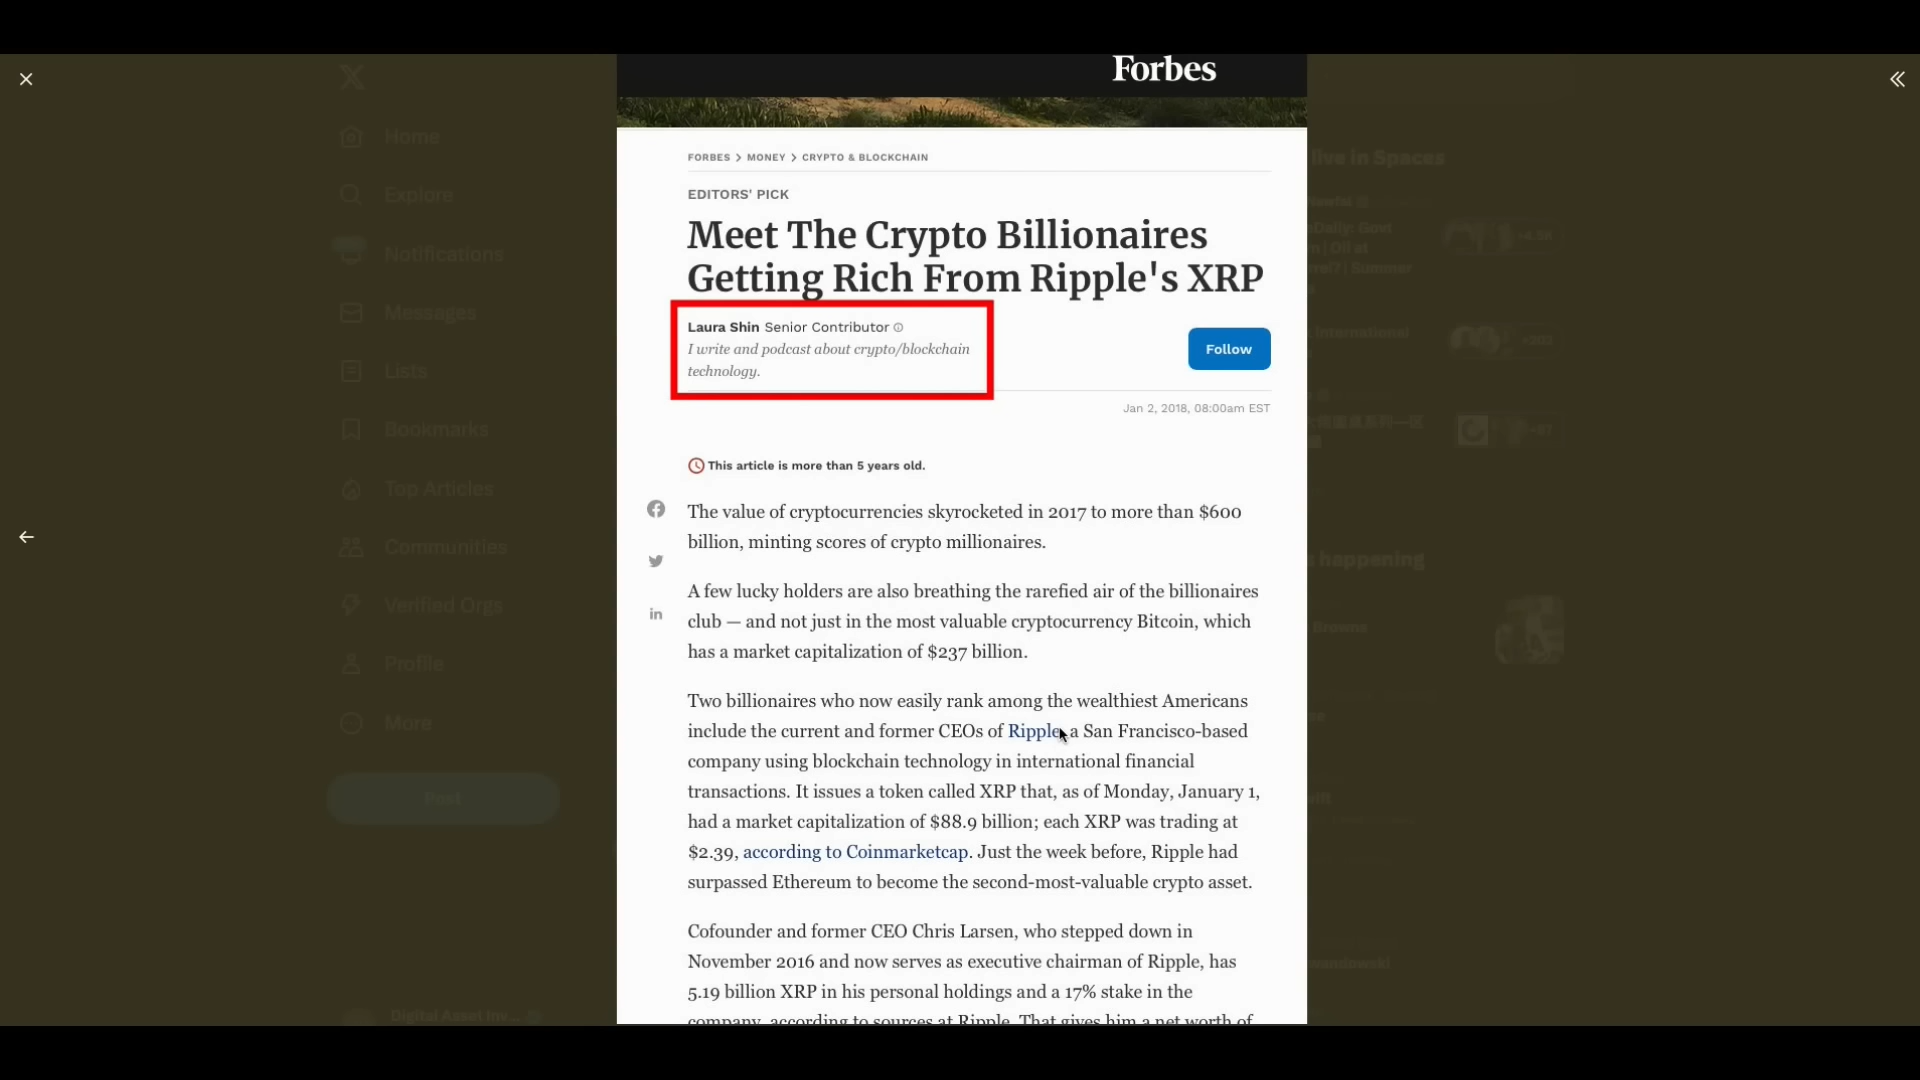 Forbes
FORBES > MONEY > CRYPTO & BLOCKCHAIN
EDITORS' PICK
Meet The Crypto Billionaires
Getting Rich From Ripple's XRP
Laura Shin Senior Contributor
I write and podcast about crypto/blockchain
technology.
Follow
Jan 2, 2018, 08:00am EST
This article is more than 5 years old.
The value of cryptocurrencies skyrocketed in 2017 to more than $600
billion, minting scores of crypto millionaires.
A few lucky holders are also breathing the rarefied air of the billionaires
club — and not just in the most valuable cryptocurrency Bitcoin, which
has a market capitalization of $237 billion.
Two billionaires who now easily rank among the wealthiest Americans
include the current and former CEOs of Ripple, a San Francisco-based
company using blockchain technology in international financial
transactions. It issues a token called XRP that, as of Monday, January 1,
had a market capitalization of $88.9 billion; each XRP was trading at
$2.39, according to Coinmarketcap. Just the week before, Ripple had
surpassed Ethereum to become the second-most-valuable crypto asset.
Cofounder and former CEO Chris Larsen, who stepped down in
November 2016 and now serves as executive chairman of Ripple, has
5.19 billion XRP in his personal holdings and a 17% stake in the
company, according to sources at Ripple. That gives him a net worth of
Home
Explore
Notifications
Messages
Lists
Bookmarks
Top Articles
Communities
Verified Orgs
Profile
More
Post
Digital Asset Inv...
live in Spaces
+4.5K
Daily: Govt
Summer
International
+203
+87
happening
Browns